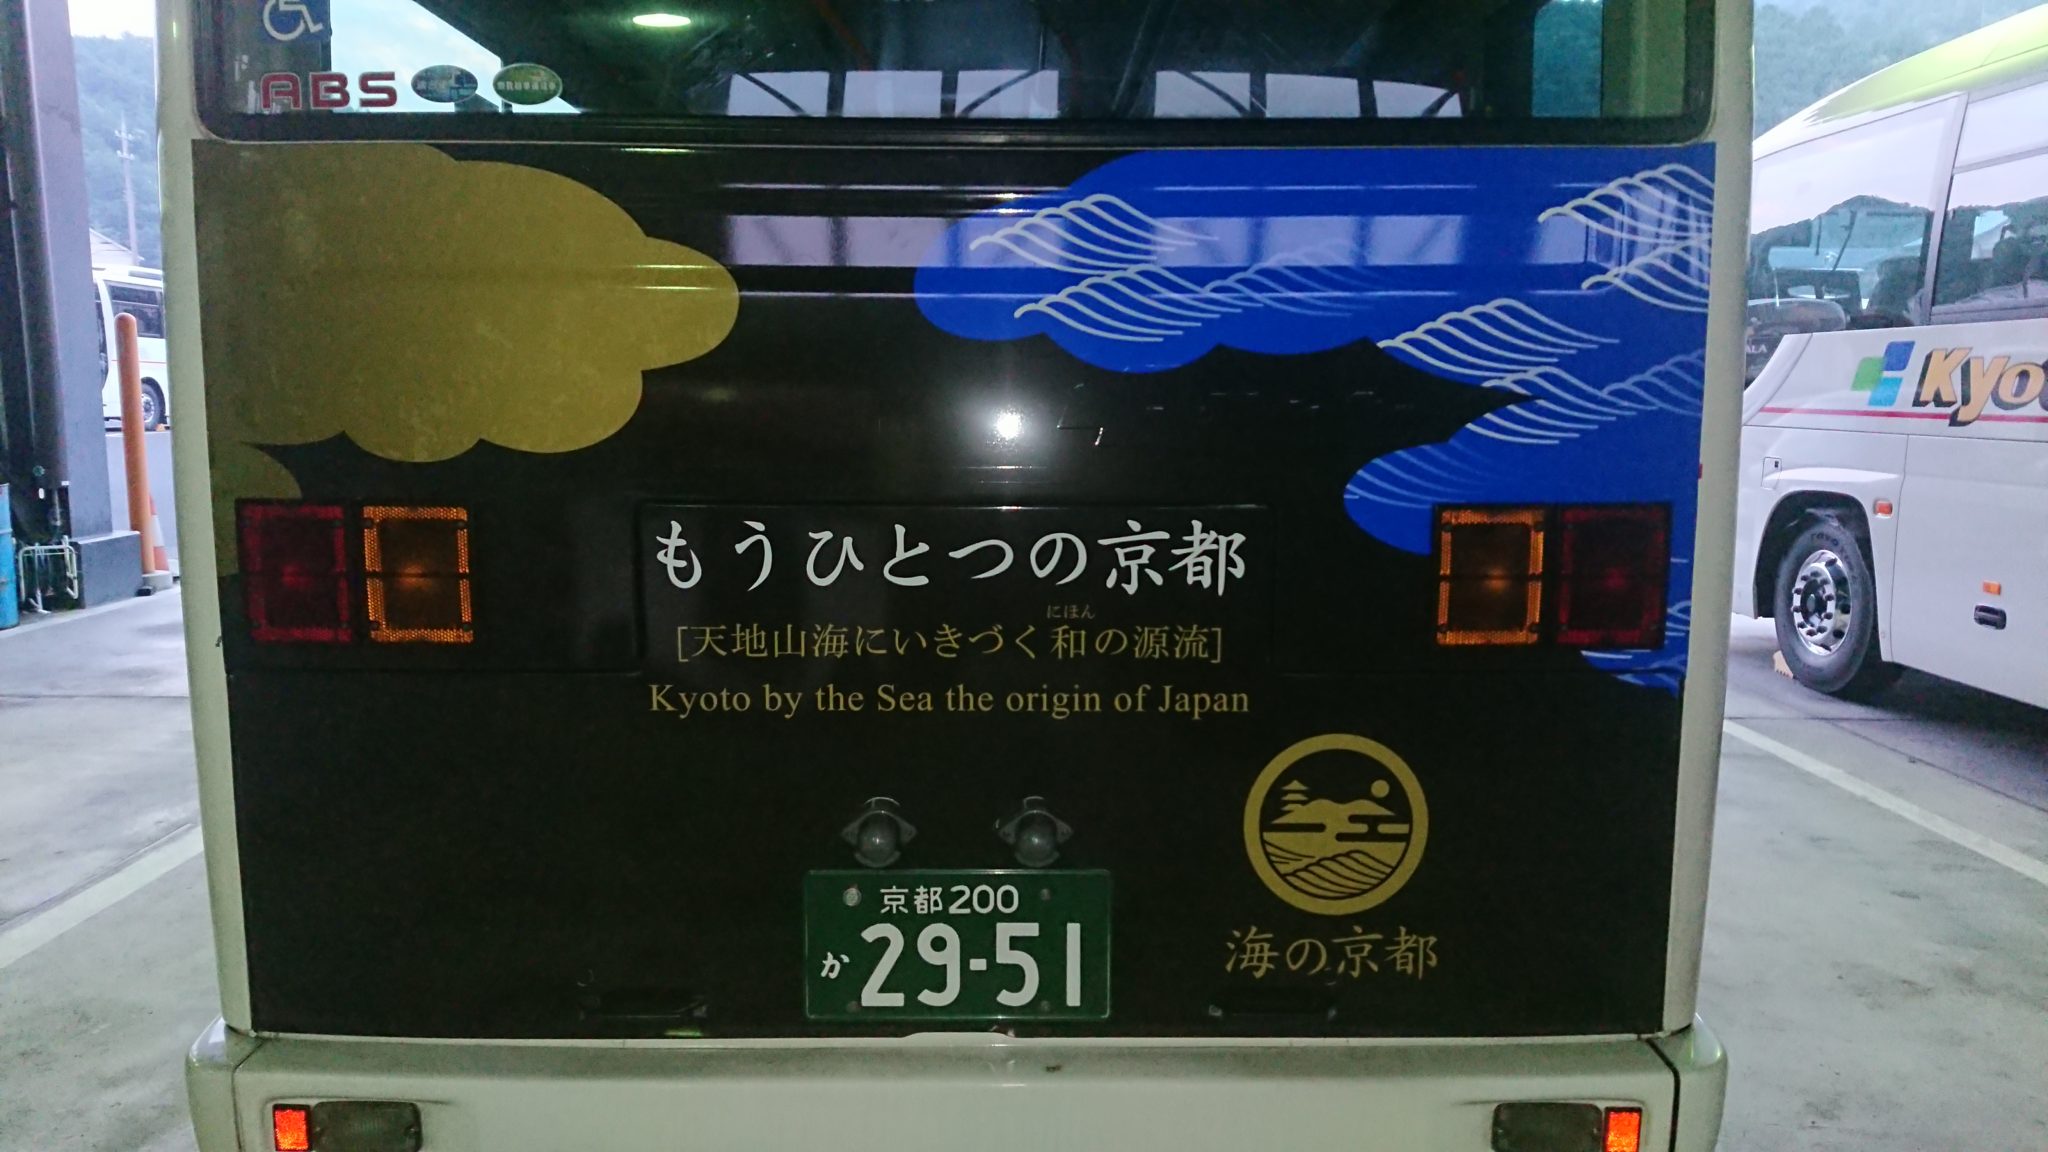 ABS
Kyo
もうひとつの京都
にほん
[天地山海にいきづく和の源流]
Kyoto by the Sea the origin of Japan
京都200
か 29-51
海の京都